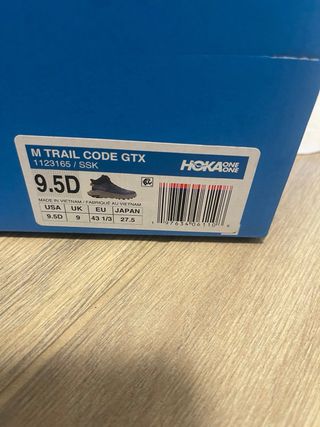 M TRAIL CODE GTX
1123165 / SSK
HOKA ONE ONE
9.5D
MADE IN VIETNAM / FABRIQUÉ AU VIETNAM
USA UK EU JAPAN
9.5D 9 43 1/3 27.5